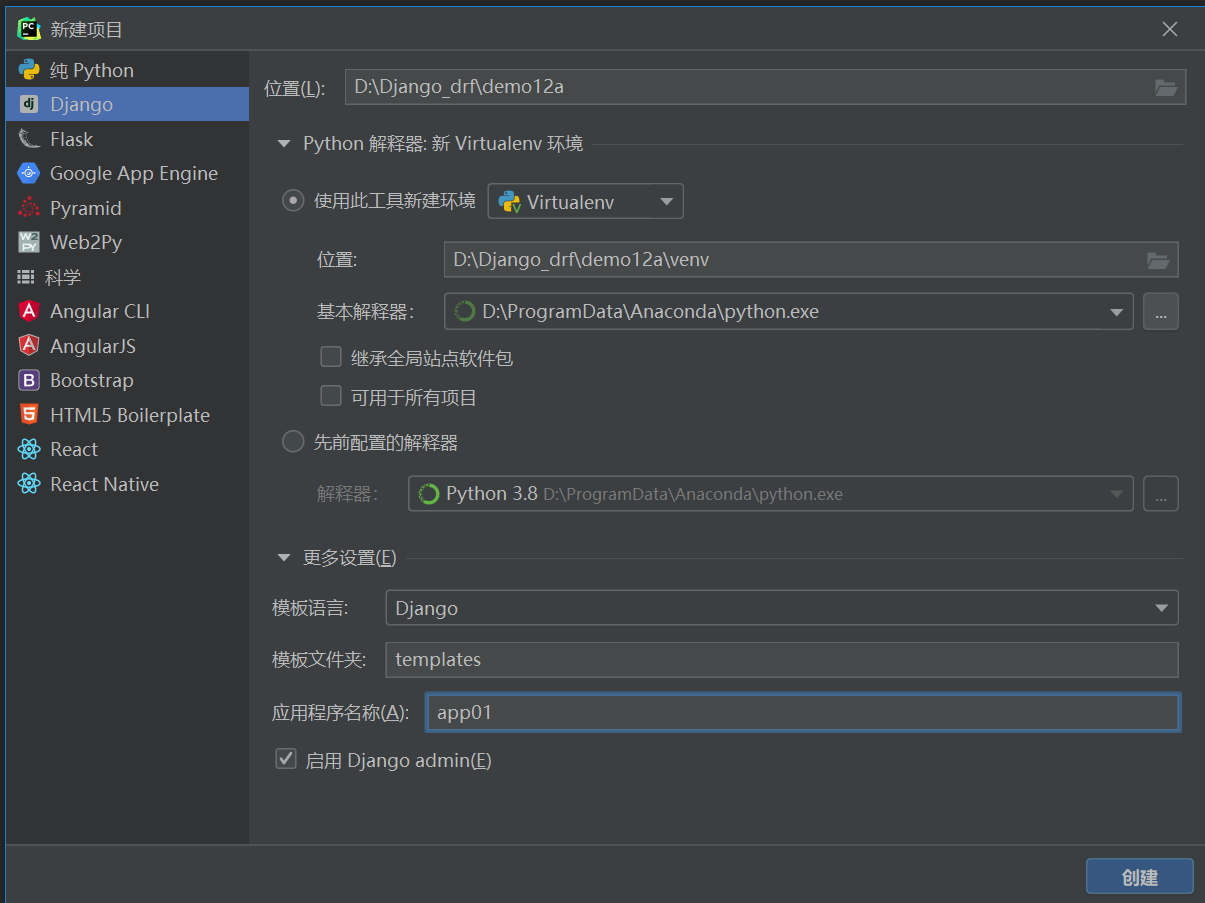 新建项目
纯 Python
Django
Flask
Google App Engine
Pyramid
Web2Py
科学
Angular CLI
AngularJS
Bootstrap
HTML5 Boilerplate
React
React Native
位置(L): D:\Django_drf\demo12a
Python 解释器: 新 Virtualenv 环境
使用此工具新建环境 Virtualenv
位置: D:\Django_drf\demo12a\venv
基本解释器: D:\ProgramData\Anaconda\python.exe ...
继承全局站点软件包
可用于所有项目
先前配置的解释器
解释器: Python 3.8 D:\ProgramData\Anaconda\python.exe ...
更多设置(E)
模板语言: Django
模板文件夹: templates
应用程序名称(A): app01
启用 Django admin(E)
创建